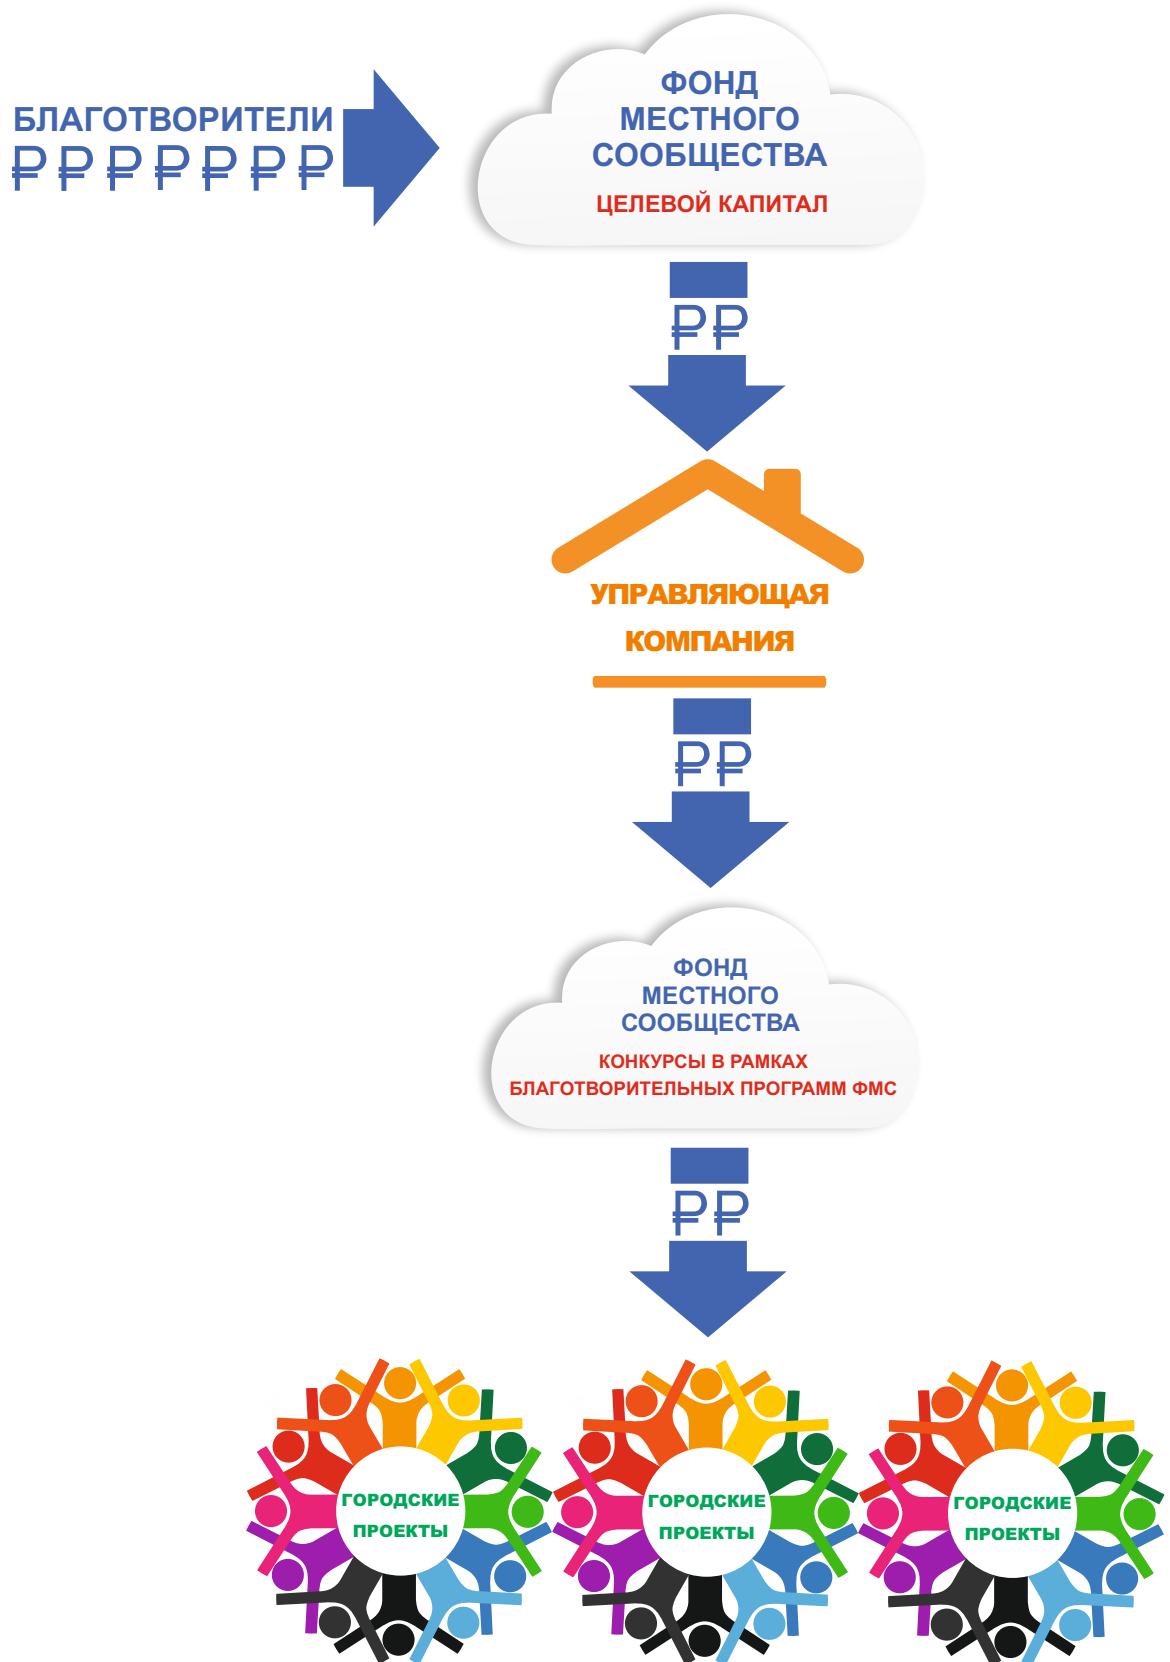 БЛАГОТВОРИТЕЛИ
₽ ₽ ₽ ₽ ₽ ₽ ₽
ФОНД
МЕСТНОГО
СООБЩЕСТВА
ЦЕЛЕВОЙ КАПИТАЛ
₽₽
УПРАВЛЯЮЩАЯ
КОМПАНИЯ
₽₽
ФОНД
МЕСТНОГО
СООБЩЕСТВА
КОНКУРСЫ В РАМКАХ
БЛАГОТВОРИТЕЛЬНЫХ ПРОГРАММ ФМС
₽₽
ГОРОДСКИЕ
ПРОЕКТЫ
ГОРОДСКИЕ
ПРОЕКТЫ
ГОРОДСКИЕ
ПРОЕКТЫ